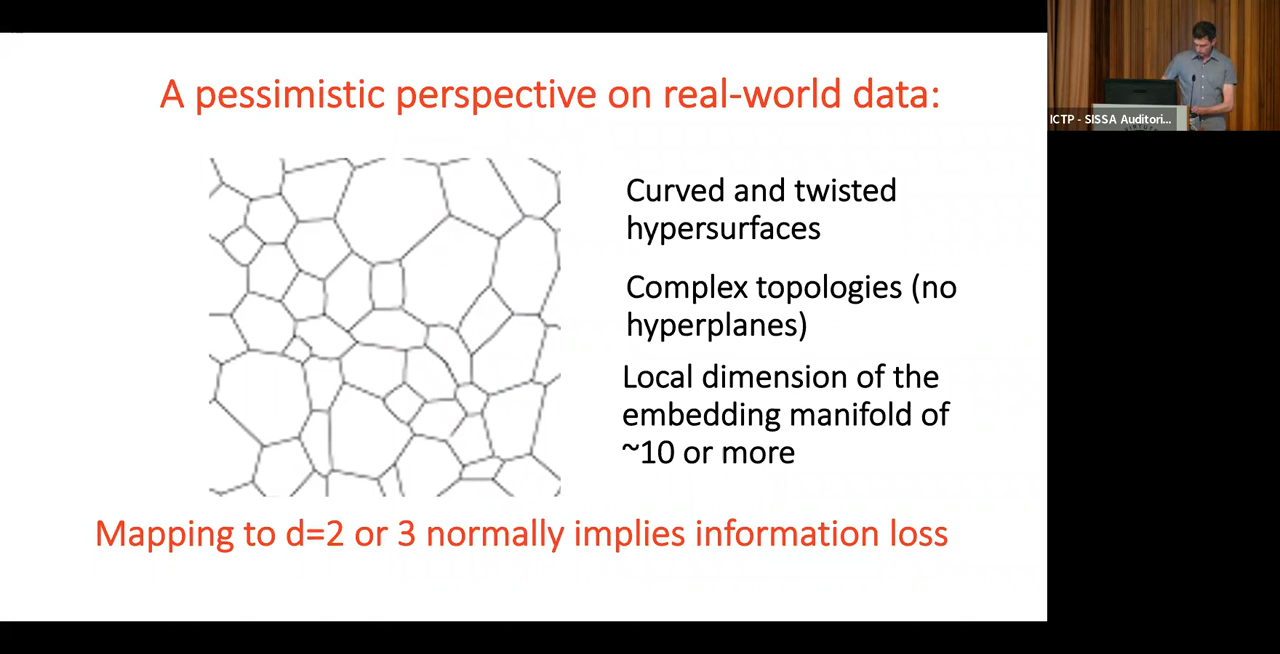 A pessimistic perspective on real-world data:
Curved and twisted
hypersurfaces
Complex topologies (no
hyperplanes)
Local dimension of the
embedding manifold of
~10 or more
Mapping to d=2 or 3 normally implies information loss
ICTP - SISSA Auditori...